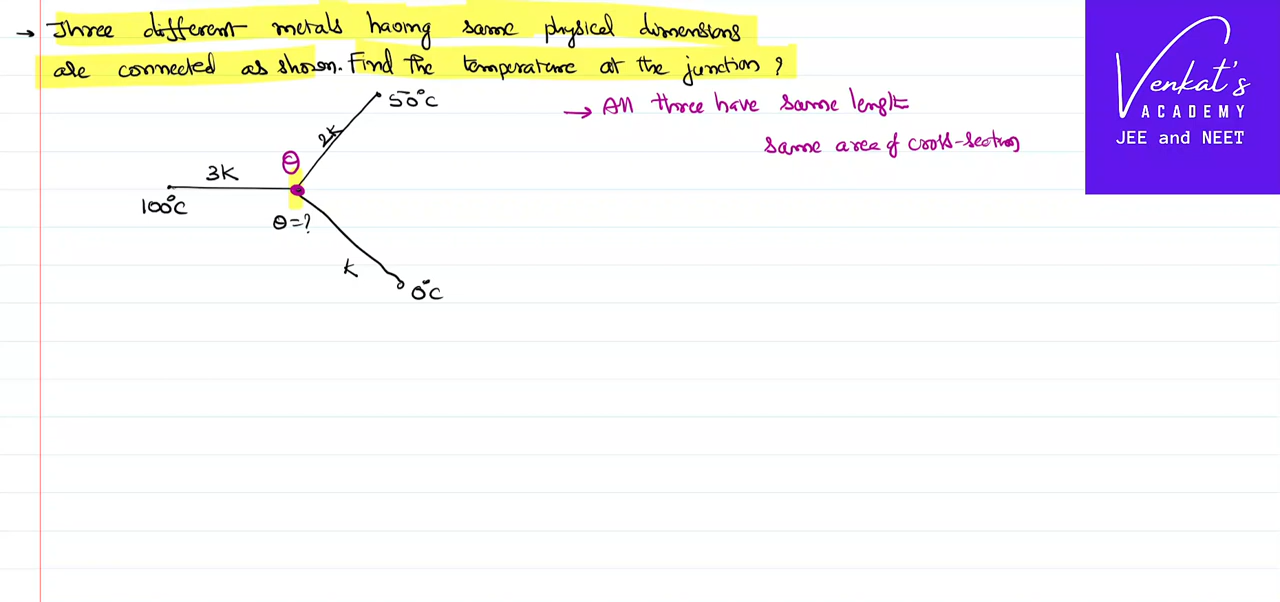 → Three different metals having same physical dimensions
are connected as shown. Find the temperature at the junction ?
50°C
→ All three have same length
same area of cross-section
2K
θ
3K
100°C
θ=?
K
0°C
Venkat's
ACADEMY
JEE and NEET